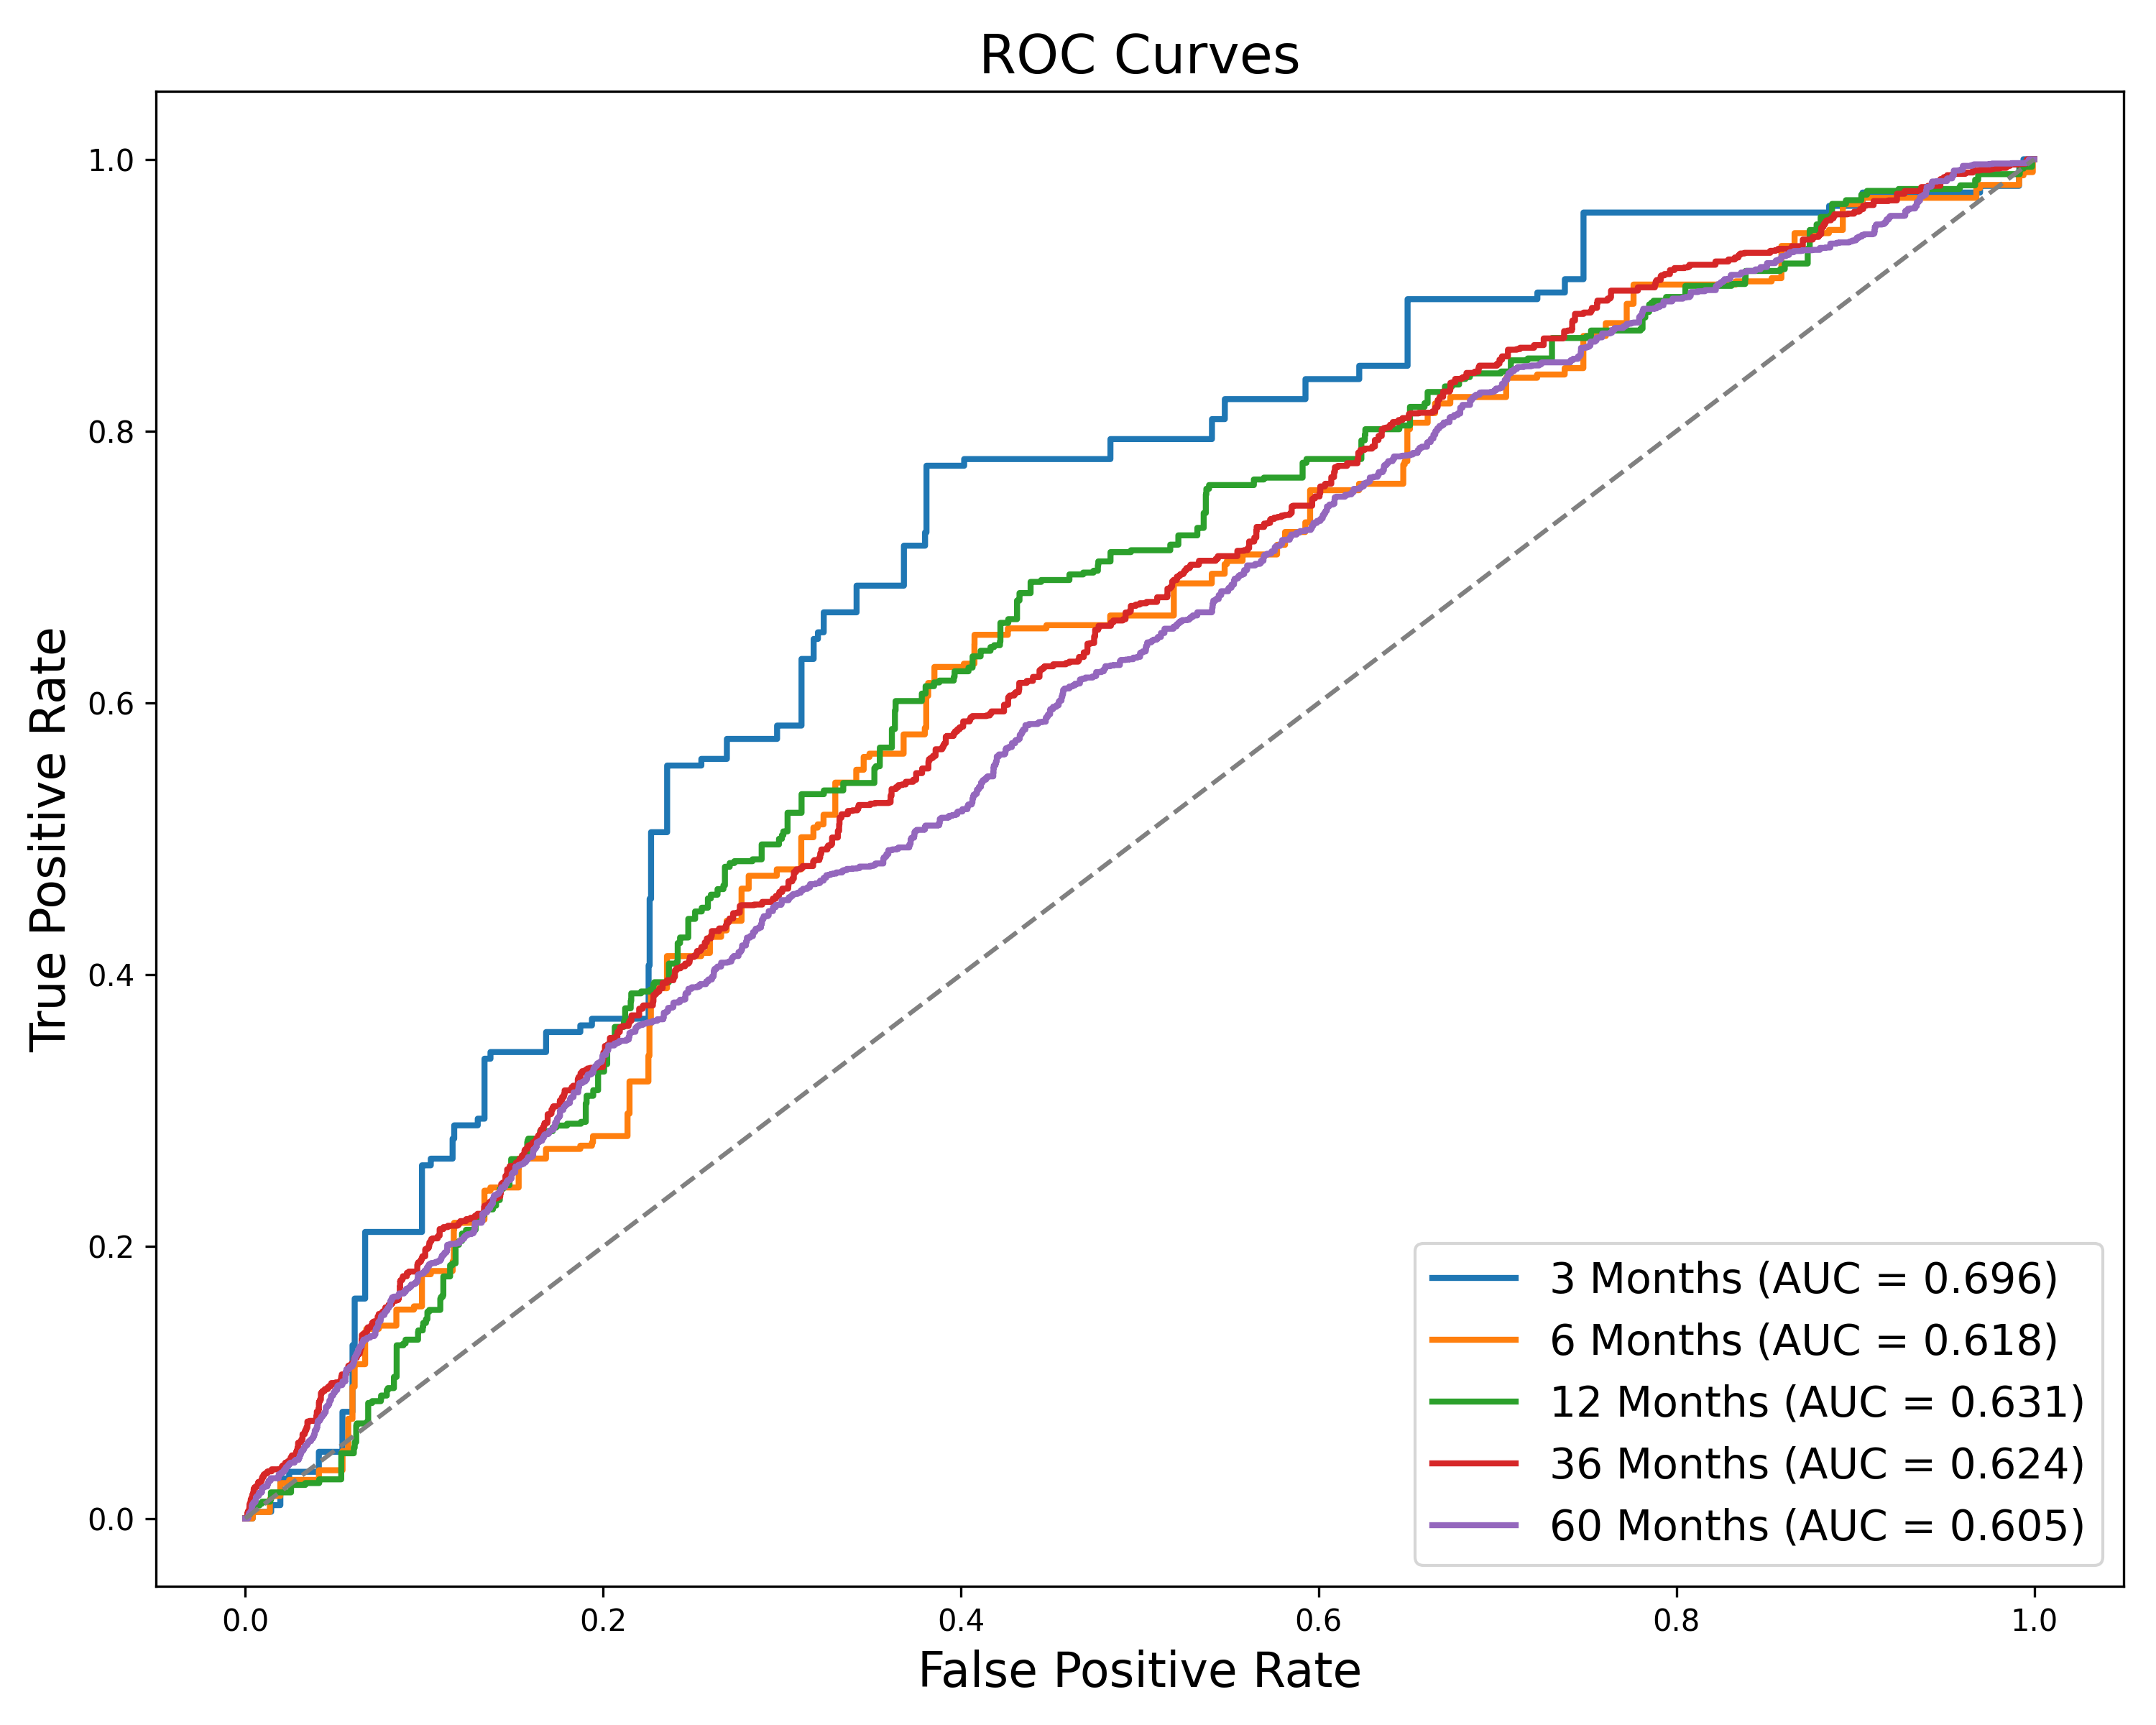 ROC Curves
True Positive Rate
1.0
0.8
0.6
0.4
0.2
0.0
0.0 0.2 0.4 0.6 0.8 1.0
False Positive Rate
3 Months (AUC = 0.696)
6 Months (AUC = 0.618)
12 Months (AUC = 0.631)
36 Months (AUC = 0.624)
60 Months (AUC = 0.605)